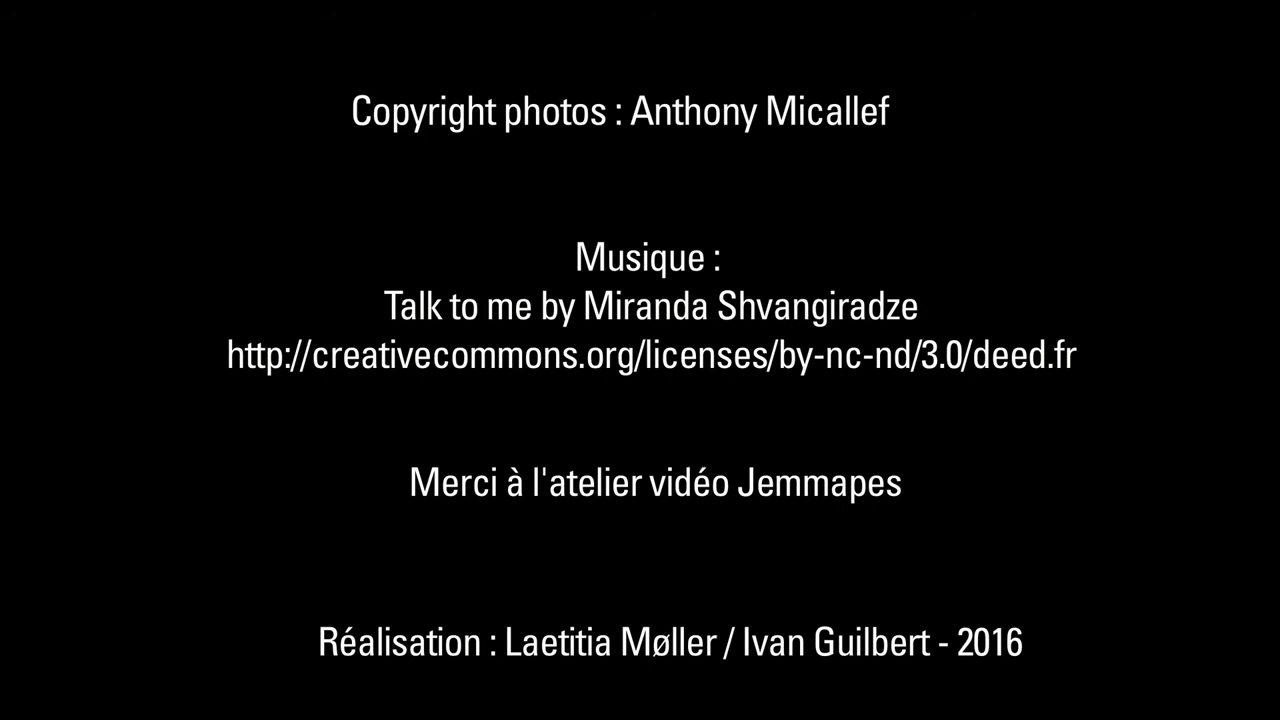 Copyright photos : Anthony Micallef
Musique :
Talk to me by Miranda Shvangiradze
http://creativecommons.org/licenses/by-nc-nd/3.0/deed.fr
Merci à l'atelier vidéo Jemmapes
Réalisation : Laetitia Møller / Ivan Guilbert - 2016